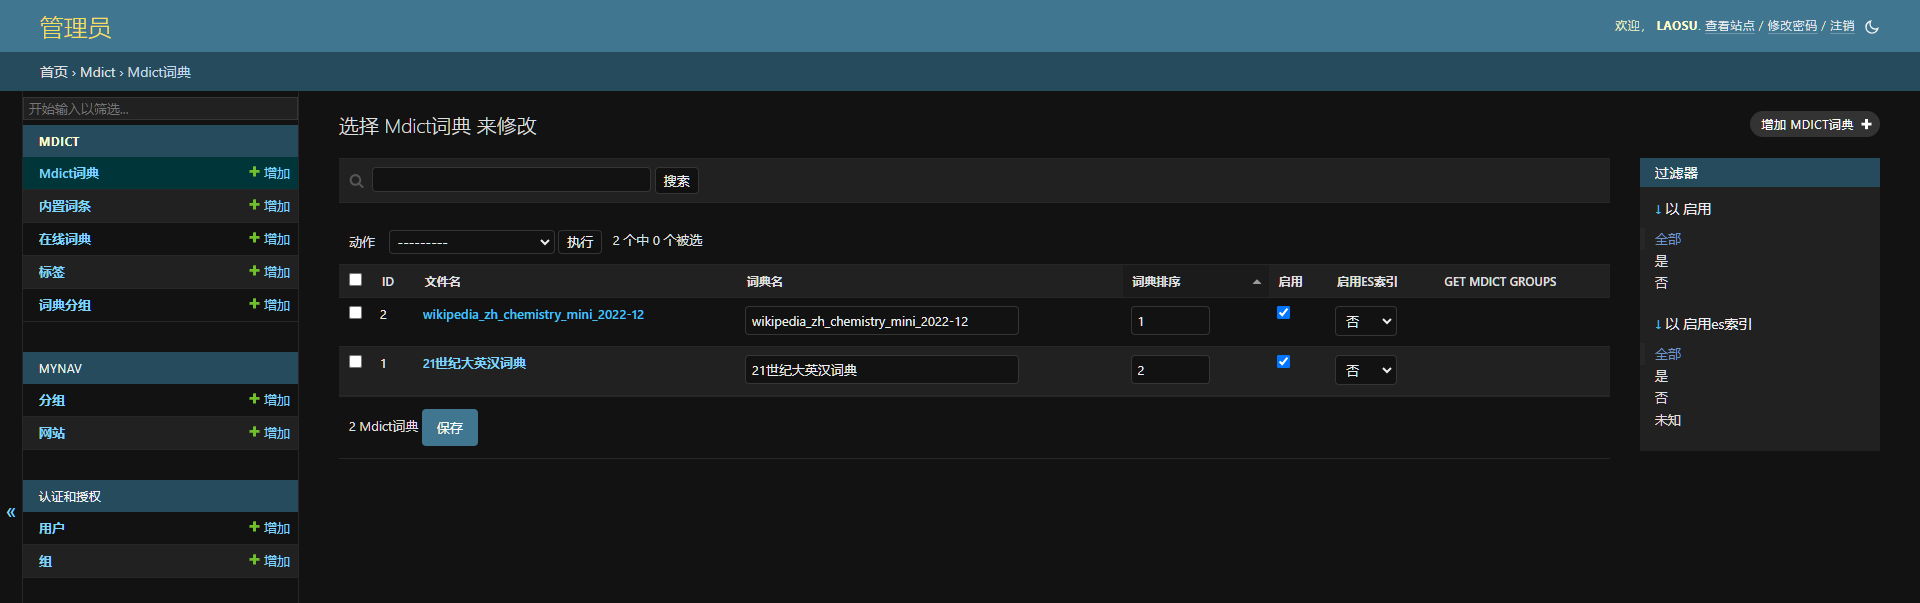 管理员
欢迎， LAOSU. 查看站点 / 修改密码 / 注销
首页 › Mdict › Mdict词典
开始输入以筛选...
MDICT
Mdict词典 增加
内置词条 增加
在线词典 增加
标签 增加
词典分组 增加
MYNAV
分组 增加
网站 增加
认证和授权
用户 增加
组 增加
«
选择 Mdict词典 来修改
增加 MDICT词典
搜索
动作 --------- 执行 2 个中 0 个被选
ID 文件名 词典名 词典排序 启用 启用ES索引 GET MDICT GROUPS
2 wikipedia_zh_chemistry_mini_2022-12 wikipedia_zh_chemistry_mini_2022-12 1 否
1 21世纪大英汉词典 21世纪大英汉词典 2 否
2 Mdict词典 保存
过滤器
↓ 以 启用
全部
是
否
↓ 以 启用es索引
全部
是
否
未知